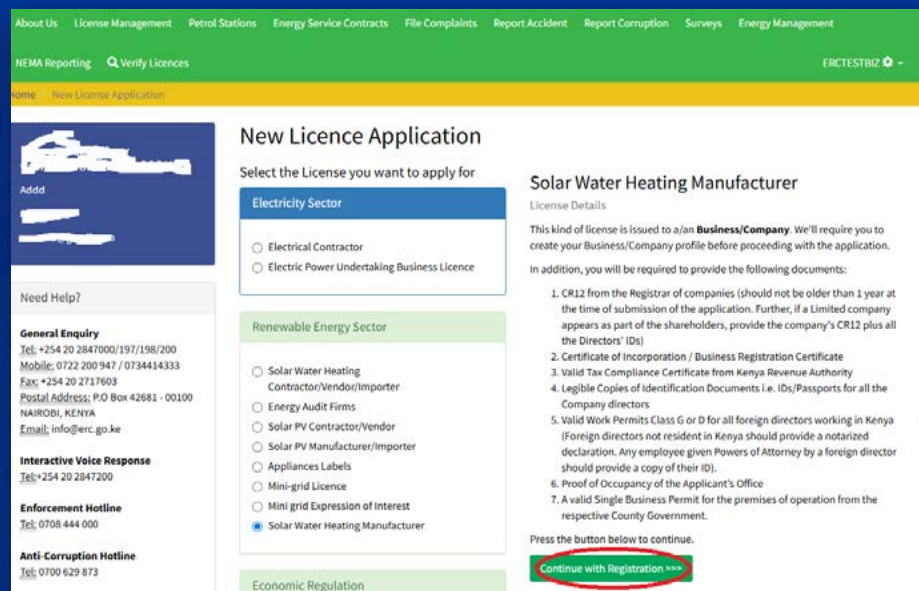 About Us License Management Petrol Stations Energy Service Contracts File Complaints Report Accident Report Corruption Surveys Energy Management
NEMA Reporting Verify Licences ERCTESTBIZ
Home / New License Application
Addd
Need Help?
General Enquiry
Tel: +254 20 2847000/197/198/200
Mobile: 0722 200 947 / 0734414333
Fax: +254 20 2717603
Postal Address: P.O Box 42681 - 00100
NAIROBI, KENYA
Email: info@erc.go.ke
Interactive Voice Response
Tel:+254 20 2847200
Enforcement Hotline
Tel: 0708 444 000
Anti-Corruption Hotline
Tel: 0700 629 873
New Licence Application
Select the License you want to apply for
Electricity Sector
Electrical Contractor
Electric Power Undertaking Business Licence
Renewable Energy Sector
Solar Water Heating
Contractor/Vendor/Importer
Energy Audit Firms
Solar PV Contractor/Vendor
Solar PV Manufacturer/Importer
Appliances Labels
Mini-grid Licence
Mini grid Expression of Interest
Solar Water Heating Manufacturer
Economic Regulation
Solar Water Heating Manufacturer
License Details
This kind of license is issued to a/an Business/Company. We'll require you to
create your Business/Company profile before proceeding with the application.
In addition, you will be required to provide the following documents:
1. CR12 from the Registrar of companies (should not be older than 1 year at
the time of submission of the application. Further, if a Limited company
appears as part of the shareholders, provide the company's CR12 plus all
the Directors' IDs)
2. Certificate of Incorporation / Business Registration Certificate
3. Valid Tax Compliance Certificate from Kenya Revenue Authority
4. Legible Copies of Identification Documents i.e. IDs/Passports for all the
Company directors
5. Valid Work Permits Class G or D for all foreign directors working in Kenya
(Foreign directors not resident in Kenya should provide a notarized
declaration. Any employee given Powers of Attorney by a foreign director
should provide a copy of their ID).
6. Proof of Occupancy of the Applicant's Office
7. A valid Single Business Permit for the premises of operation from the
respective County Government.
Press the button below to continue.
Continue with Registration >>>